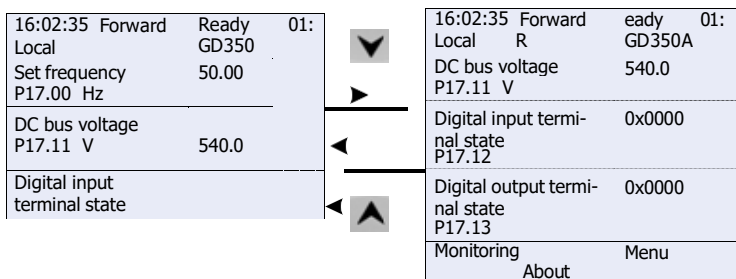 16:02:35 Forward Ready 01:
Local GD350
Set frequency 50.00
P17.00 Hz
DC bus voltage
P17.11 V 540.0
Digital input
terminal state
16:02:35 Forward eady 01:
Local R GD350A
DC bus voltage 540.0
P17.11 V
Digital input termi- 0x0000
nal state
P17.12
Digital output termi- 0x0000
nal state
P17.13
Monitoring Menu
About